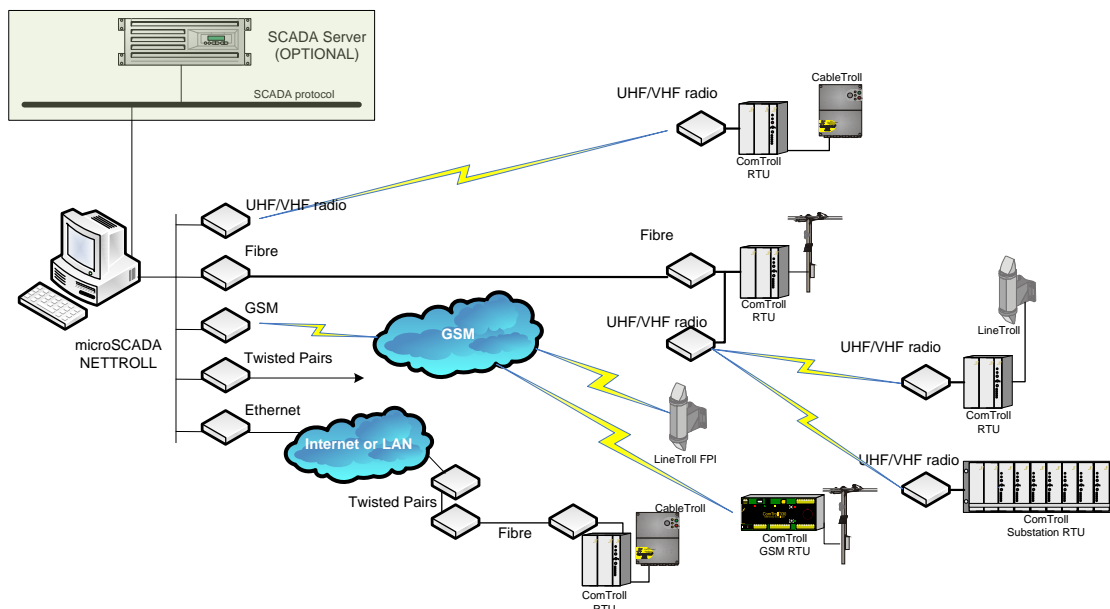 SCADA Server
(OPTIONAL)
SCADA protocol
CableTroll
UHF/VHF radio
ComTroll
RTU
UHF/VHF radio
Fibre
Fibre
ComTroll
RTU
GSM
GSM
UHF/VHF radio
LineTroll
microSCADA
NETTROLL
Twisted Pairs
UHF/VHF radio
ComTroll
RTU
Ethernet
Internet or LAN
LineTroll FPI
UHF/VHF radio
Twisted Pairs
CableTroll
ComTroll
Fibre
ComTroll
GSM RTU
ComTroll
Substation RTU
ComTroll
RTU